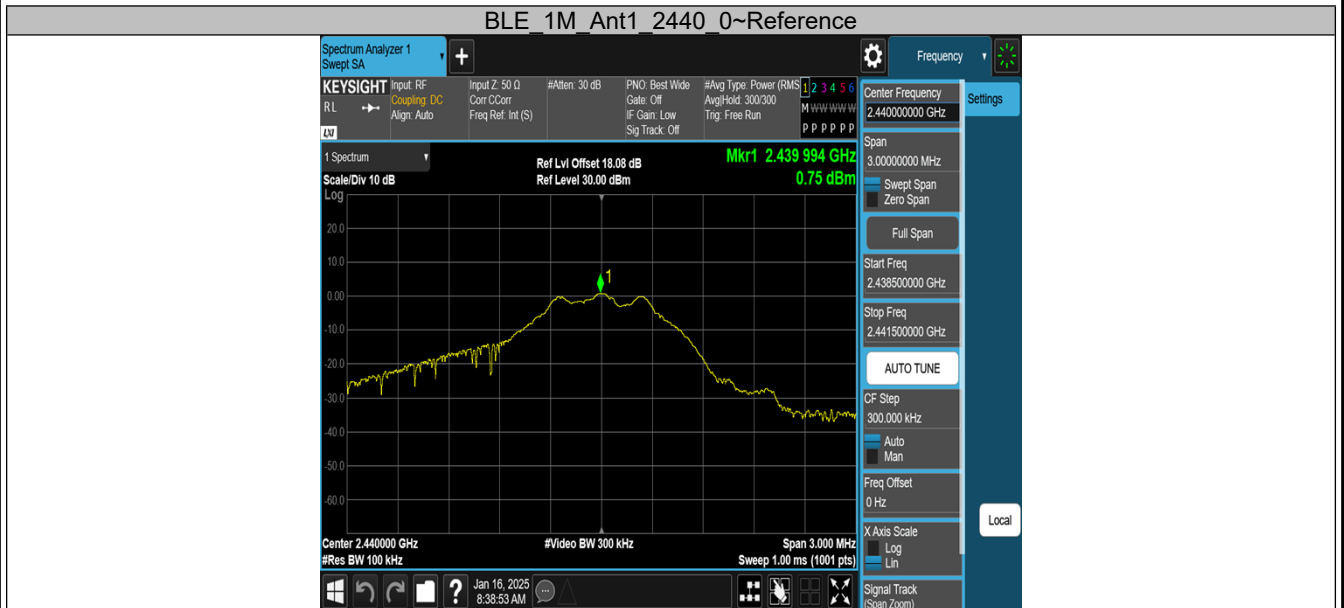 BLE_1M_Ant1_2440_0~Reference
Spectrum Analyzer 1
Swept SA
+
Frequency
KEYSIGHT
RL
LXI
Input: RF
Coupling: DC
Align: Auto
Input Z: 50 Ω
Corr CCorr
Freq Ref: Int (S)
#Atten: 30 dB
PNO: Best Wide
Gate: Off
IF Gain: Low
Sig Track: Off
#Avg Type: Power (RMS
Avg|Hold: 300/300
Trig: Free Run
1 2 3 4 5 6
M W W W W W
P P P P P P
1 Spectrum
Scale/Div 10 dB
Log
Ref Lvl Offset 18.08 dB
Ref Level 30.00 dBm
Mkr1 2.439 994 GHz
0.75 dBm
20.0
10.0
0.00
-10.0
-20.0
-30.0
-40.0
-50.0
-60.0
1
Center 2.440000 GHz
#Res BW 100 kHz
#Video BW 300 kHz
Span 3.000 MHz
Sweep 1.00 ms (1001 pts)
Center Frequency
2.440000000 GHz
Settings
Span
3.00000000 MHz
Swept Span
Zero Span
Full Span
Start Freq
2.438500000 GHz
Stop Freq
2.441500000 GHz
AUTO TUNE
CF Step
300.000 kHz
Auto
Man
Freq Offset
0 Hz
X Axis Scale
Log
Lin
Local
Signal Track
(Span Zoom)
?
Jan 16, 2025
8:38:53 AM